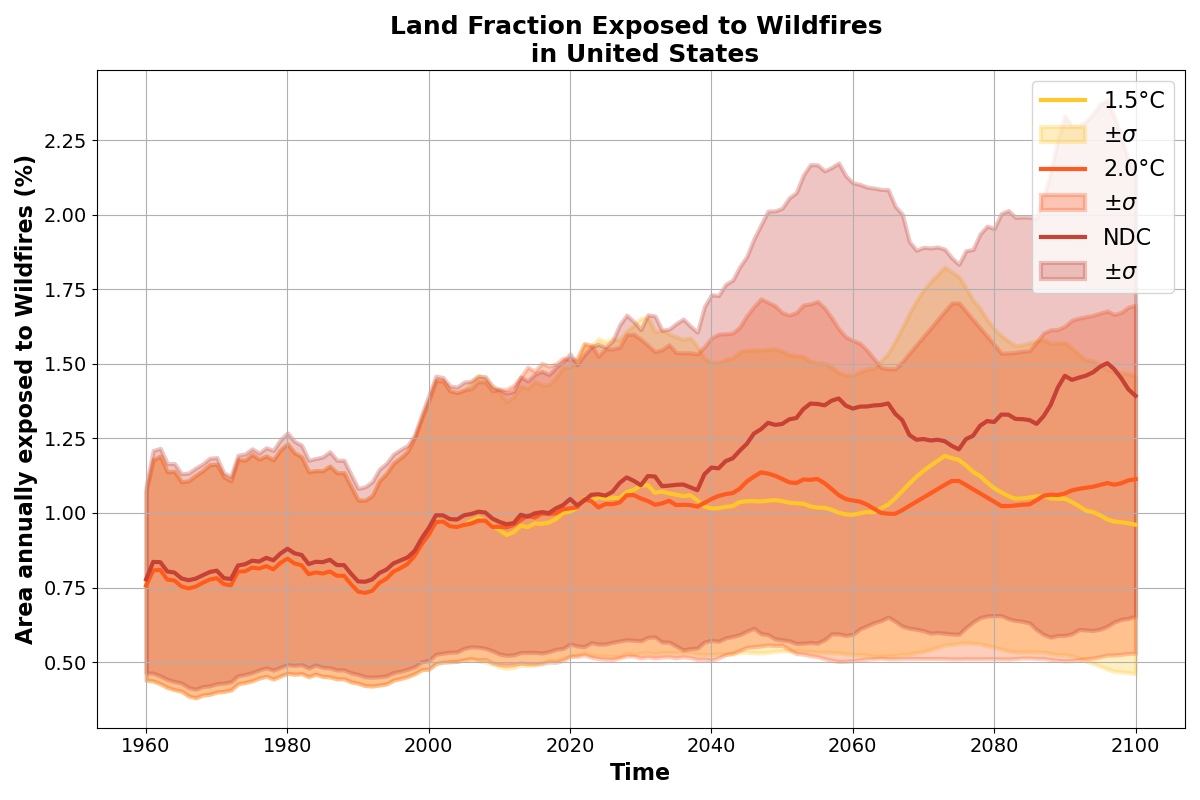 Land Fraction Exposed to Wildfires
in United States
Area annually exposed to Wildfires (%)
2.25
2.00
1.75
1.50
1.25
1.00
0.75
0.50
1.5°C
±σ
2.0°C
±σ
NDC
±σ
1960
1980
2000
2020
2040
2060
2080
2100
Time